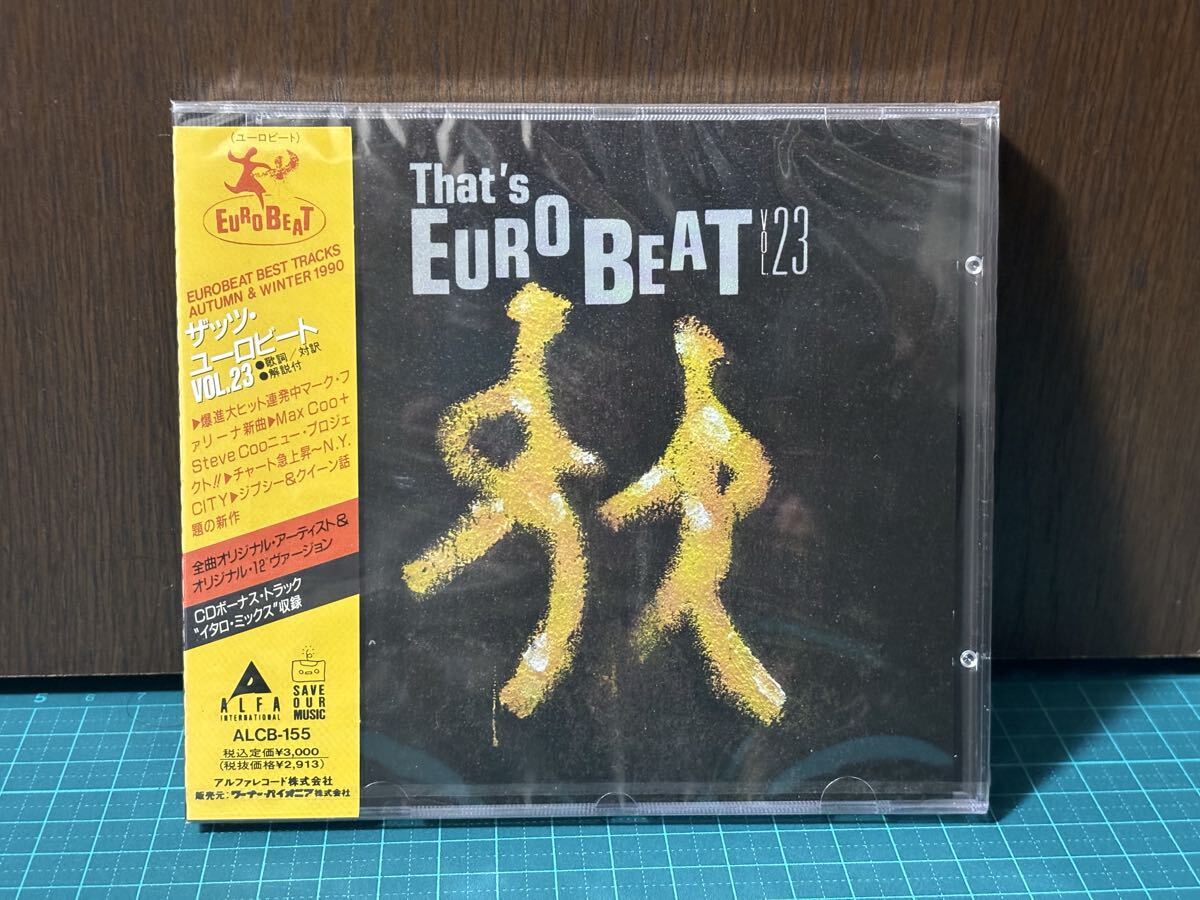 (ユーロビート)
EUROBEAT
EUROBEAT BEST TRACKS
AUTUMN & WINTER 1990
ザッツ・
ユーロビート
VOL.23
●歌詞/対訳
●解説付
▶爆進大ヒット連発中マーク・フ
ァリーナ新曲▶Max Coo+
Steve Cooニュー・プロジェ
クト!!▶チャート急上昇〜N.Y.
CITY▶ジプシー&クイーン話
題の新作
全曲オリジナル・アーティスト&
オリジナル・12"ヴァージョン
CDボーナス・トラック
"イタロ・ミックス"収録
ALFA
INTERNATIONAL
SAVE
OUR
MUSIC
ALCB-155
税込定価¥3,000
(税抜価格¥2,913)
アルファレコード株式会社
販売元:ワーナー・パイオニア株式会社
That's
EUROBEAT
VOL 23
5 6 7